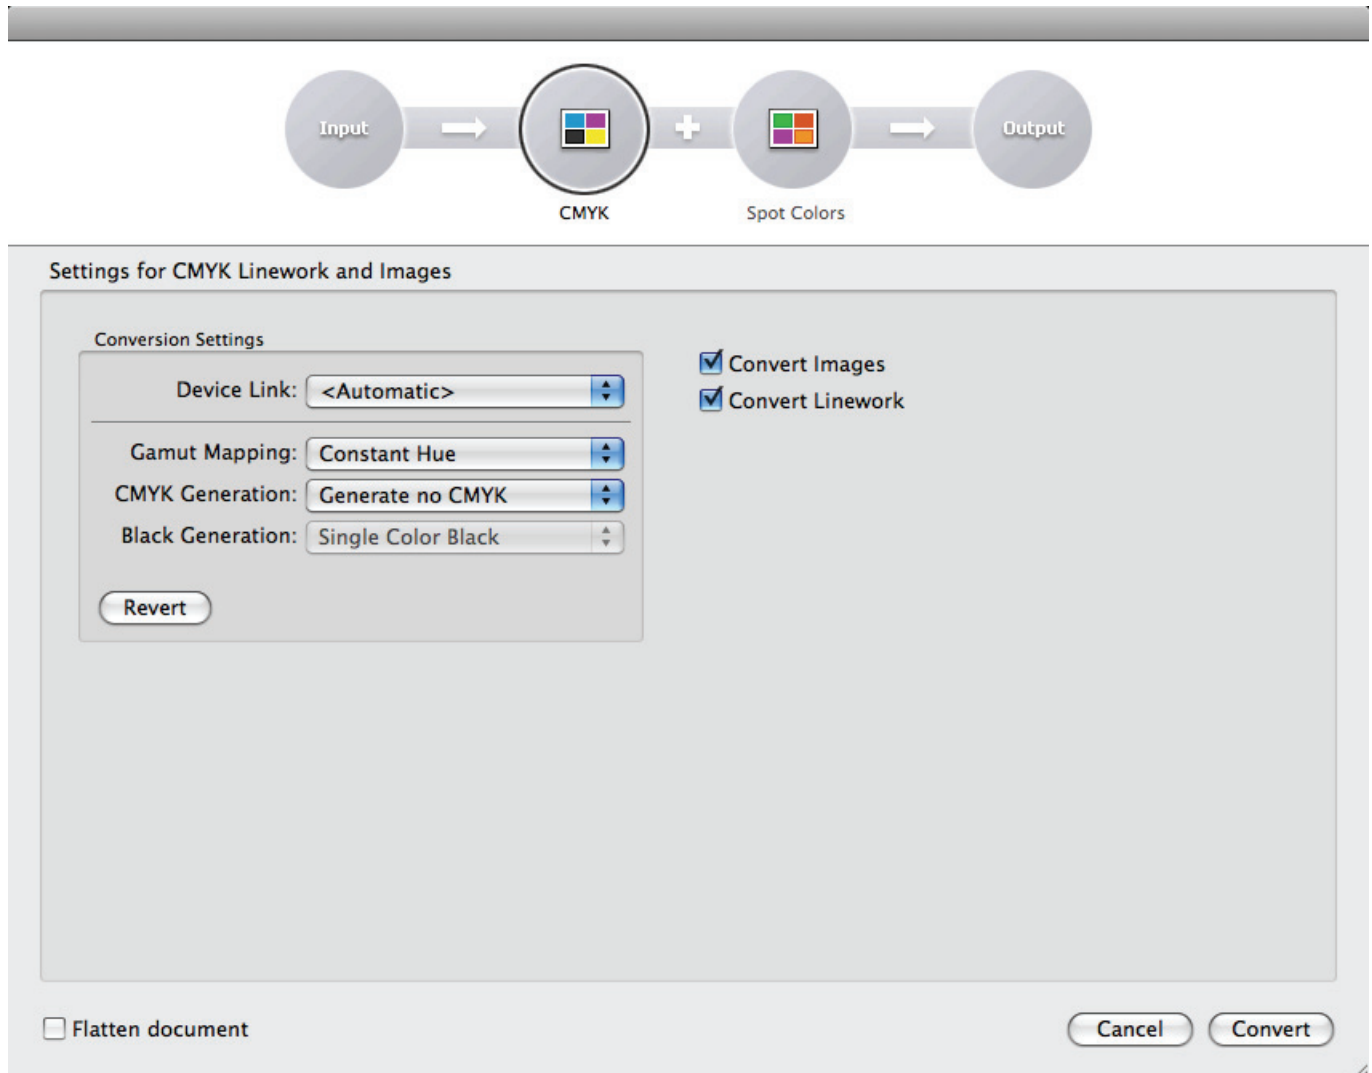 Input
Output
CMYK
Spot Colors
Settings for CMYK Linework and Images
Conversion Settings
Device Link: <Automatic>
Gamut Mapping: Constant Hue
CMYK Generation: Generate no CMYK
Black Generation: Single Color Black
Revert
Convert Images
Convert Linework
Flatten document
Cancel
Convert